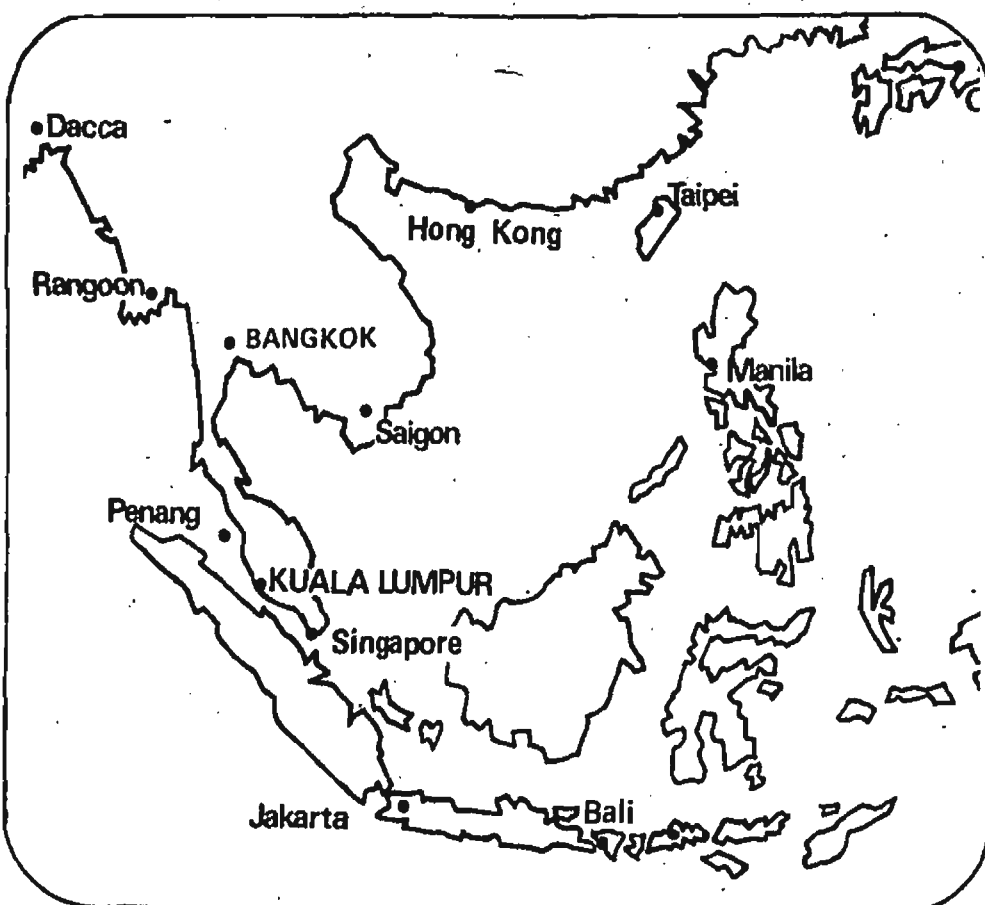 Dacca
Taipei
Hong Kong
Rangoon
BANGKOK
Manila
Saigon
Penang
KUALA LUMPUR
Singapore
Bali
Jakarta